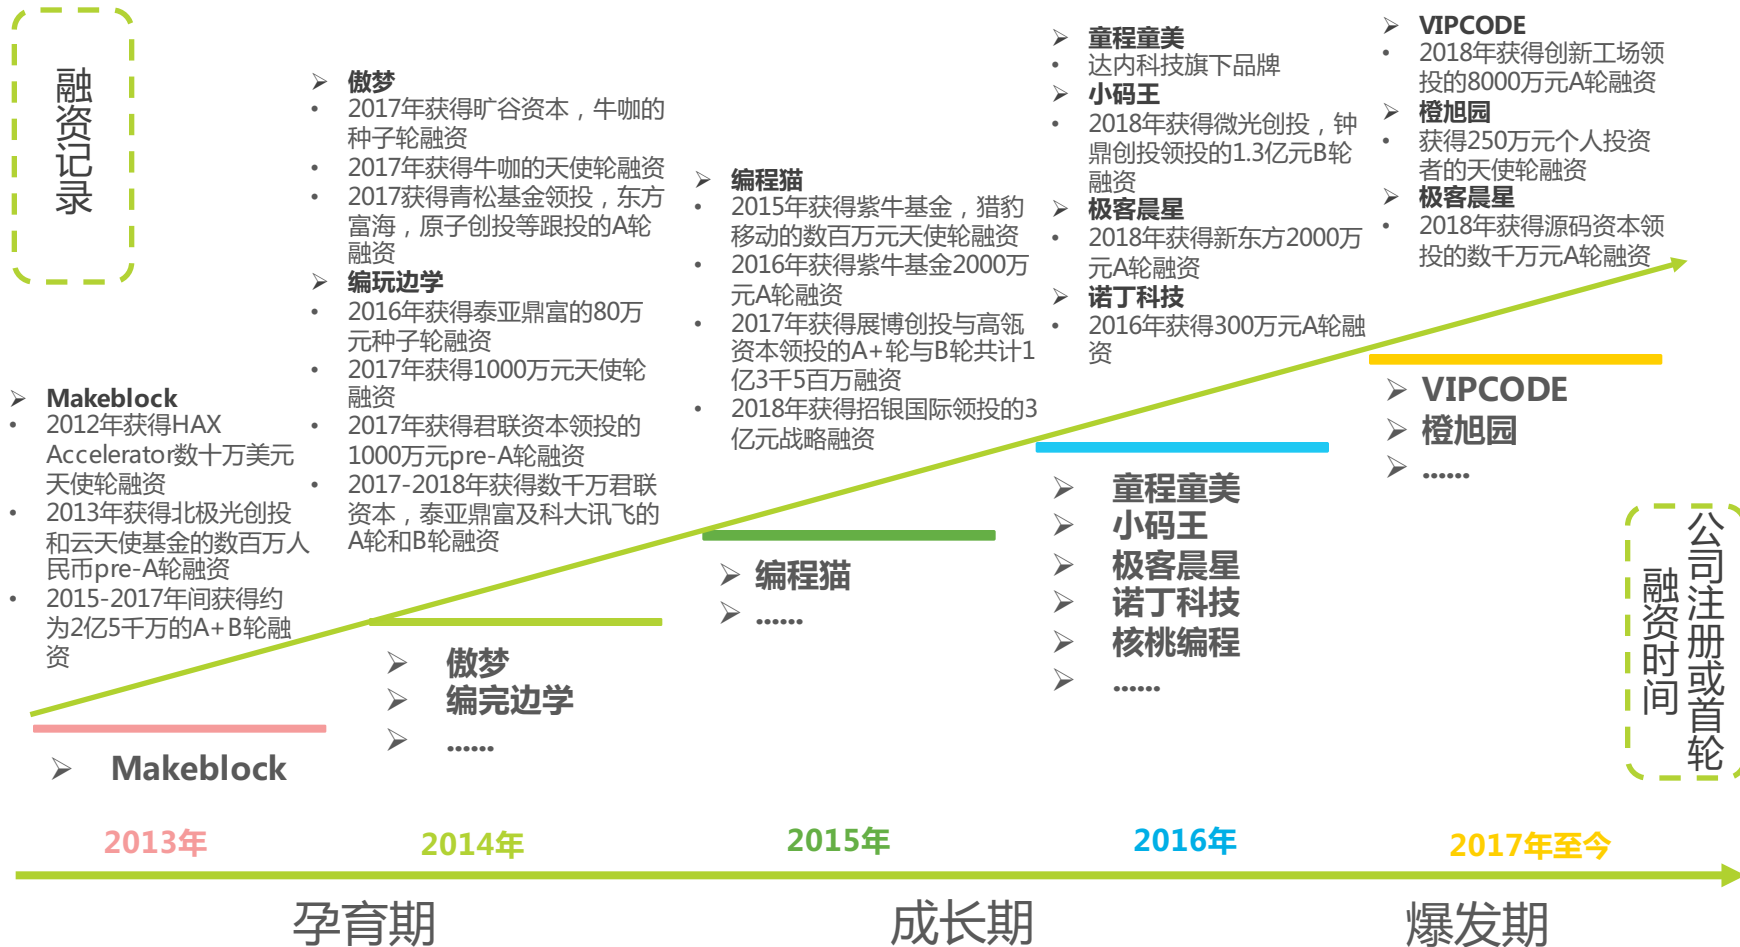 融资记录
➢ Makeblock
• 2012年获得HAX
Accelerator数十万美元
天使轮融资
• 2013年获得北极光创投
和云天使基金的数百万人
民币pre-A轮融资
• 2015-2017年间获得约
为2亿5千万的A+B轮融
资
➢ 傲梦
• 2017年获得旷谷资本，牛咖的
种子轮融资
• 2017年获得牛咖的天使轮融资
• 2017获得青松基金领投，东方
富海，原子创投等跟投的A轮
融资
➢ 编玩边学
• 2016年获得泰亚鼎富的80万
元种子轮融资
• 2017年获得1000万元天使轮
融资
• 2017年获得君联资本领投的
1000万元pre-A轮融资
• 2017-2018年获得数千万君联
资本，泰亚鼎富及科大讯飞的
A轮和B轮融资
➢ 编程猫
• 2015年获得紫牛基金，猎豹
移动的数百万元天使轮融资
• 2016年获得紫牛基金2000万
元A轮融资
• 2017年获得展博创投与高瓴
资本领投的A+轮与B轮共计1
亿3千5百万融资
• 2018年获得招银国际领投的3
亿元战略融资
➢ 童程童美
• 达内科技旗下品牌
➢ 小码王
• 2018年获得微光创投，钟
鼎创投领投的1.3亿元B轮
融资
➢ 极客晨星
• 2018年获得新东方2000万
元A轮融资
➢ 诺丁科技
• 2016年获得300万元A轮融
资
➢ VIPCODE
• 2018年获得创新工场领
投的8000万元A轮融资
➢ 橙旭园
• 获得250万元个人投资
者的天使轮融资
➢ 极客晨星
• 2018年获得源码资本领
投的数千万元A轮融资
➢ Makeblock
➢ 傲梦
➢ 编完边学
➢ ......
➢ 编程猫
➢ ......
➢ 童程童美
➢ 小码王
➢ 极客晨星
➢ 诺丁科技
➢ 核桃编程
➢ ......
➢ VIPCODE
➢ 橙旭园
➢ ......
公司注册或首轮
融资时间
2013年
2014年
2015年
2016年
2017年至今
孕育期
成长期
爆发期